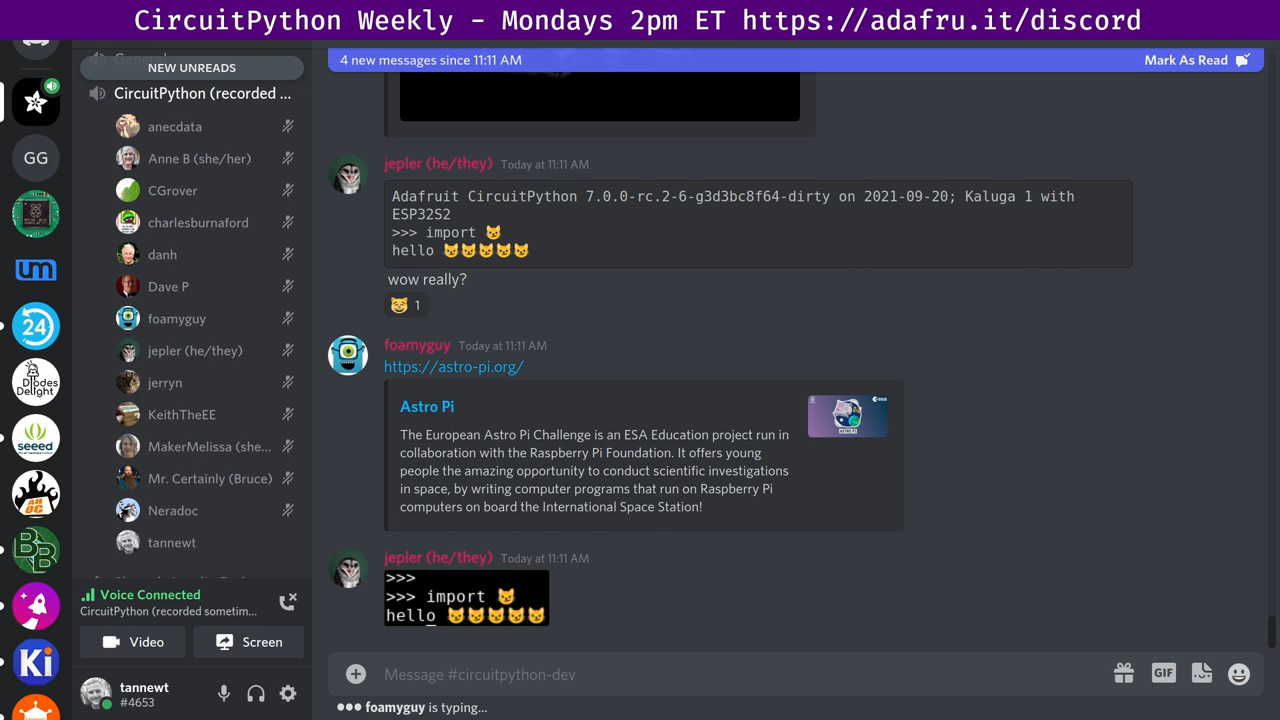 CircuitPython Weekly - Mondays 2pm ET https://adafru.it/discord
General
NEW UNREADS
CircuitPython (recorded ...
anecdata
Anne B (she/her)
CGrover
charlesburnaford
danh
Dave P
foamyguy
jepler (he/they)
jerryn
KeithTheEE
MakerMelissa (she...
Mr. Certainly (Bruce)
Neradoc
tannewt
Voice Connected
CircuitPython (recorded sometim...
Video
Screen
tannewt
#4653
GG
24
Diodes
Delight
seeed
BB
Ki
4 new messages since 11:11 AM
Mark As Read
jepler (he/they) Today at 11:11 AM
Adafruit CircuitPython 7.0.0-rc.2-6-g3d3bc8f64-dirty on 2021-09-20; Kaluga 1 with
ESP32S2
>>> import 😼
hello 😼😼😼😼😼
wow really?
😸 1
foamyguy Today at 11:11 AM
https://astro-pi.org/
Astro Pi
The European Astro Pi Challenge is an ESA Education project run in
collaboration with the Raspberry Pi Foundation. It offers young
people the amazing opportunity to conduct scientific investigations
in space, by writing computer programs that run on Raspberry Pi
computers on board the International Space Station!
esa
ASTRO PI
jepler (he/they) Today at 11:11 AM
>>>
>>> import 😼
hello 😼😼😼😼😼
Message #circuitpython-dev
GIF
foamyguy is typing...